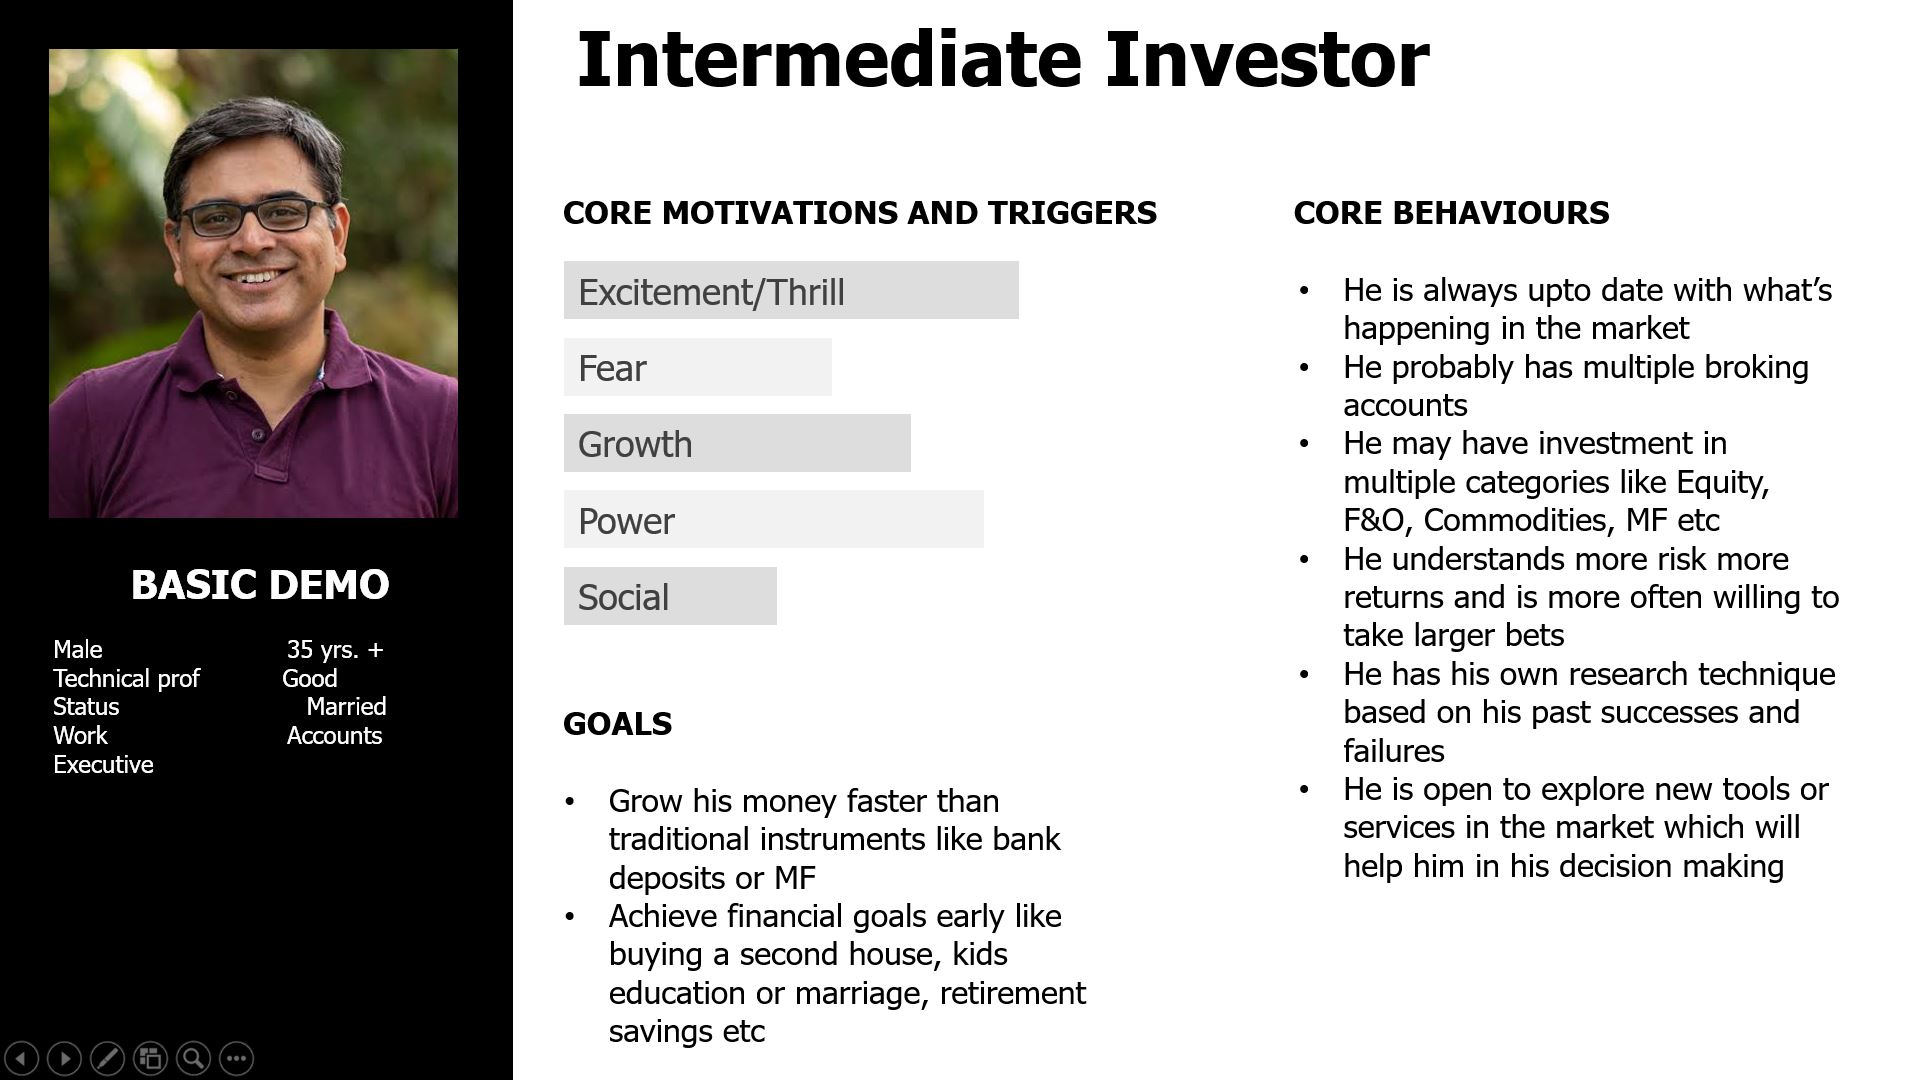 Intermediate Investor
BASIC DEMO
Male 35 yrs. +
Technical prof Good
Status Married
Work Accounts
Executive
CORE MOTIVATIONS AND TRIGGERS
Excitement/Thrill
Fear
Growth
Power
Social
GOALS
• Grow his money faster than
traditional instruments like bank
deposits or MF
• Achieve financial goals early like
buying a second house, kids
education or marriage, retirement
savings etc
CORE BEHAVIOURS
• He is always upto date with what’s
happening in the market
• He probably has multiple broking
accounts
• He may have investment in
multiple categories like Equity,
F&O, Commodities, MF etc
• He understands more risk more
returns and is more often willing to
take larger bets
• He has his own research technique
based on his past successes and
failures
• He is open to explore new tools or
services in the market which will
help him in his decision making